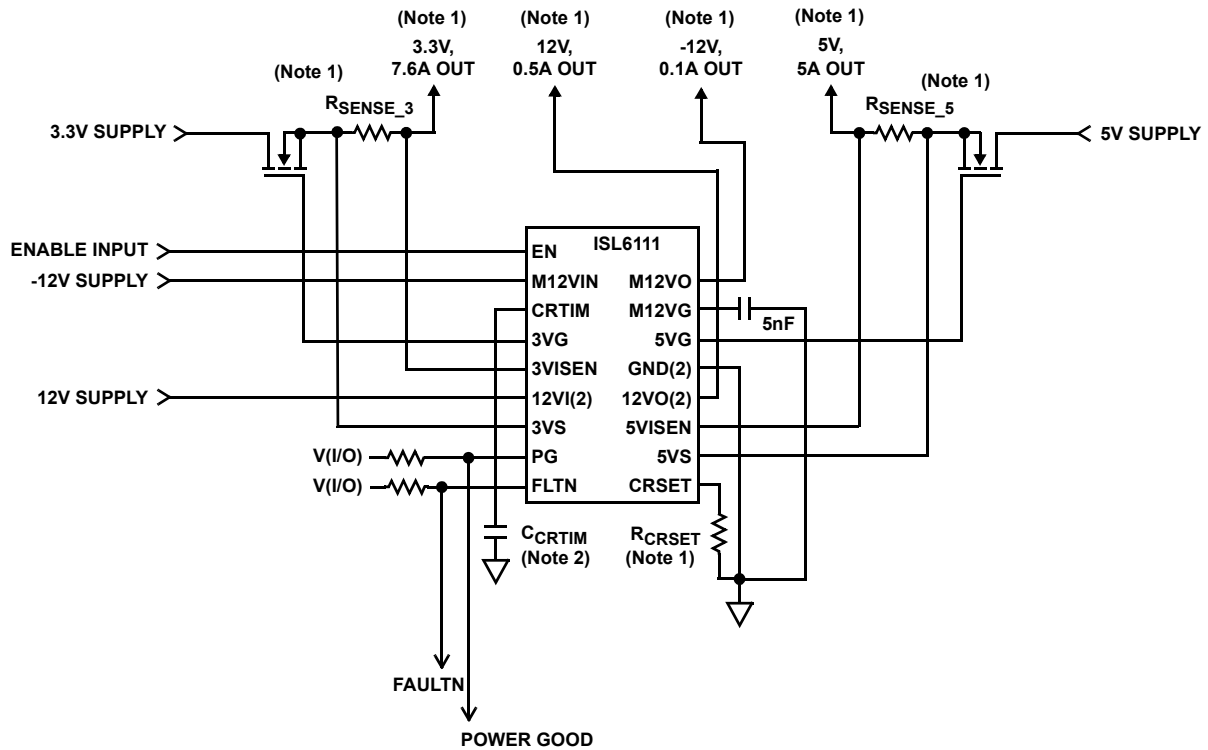 (Note 1)
(Note 1)
(Note 1)
(Note 1)
3.3V,
12V,
-12V,
5V,
7.6A OUT
0.5A OUT
0.1A OUT
5A OUT
(Note 1)
(Note 1)
RSENSE_3
RSENSE_5
3.3V SUPPLY
5V SUPPLY
ISL6111
ENABLE INPUT
EN
-12V SUPPLY
M12VIN
M12VO
CRTIM
M12VG
5nF
3VG
5VG
3VISEN
GND(2)
12V SUPPLY
12VI(2)
12VO(2)
3VS
5VISEN
V(I/O)
PG
5VS
V(I/O)
FLTN
CRSET
CCRTIM
(Note 2)
RCRSET
(Note 1)
FAULTN
POWER GOOD